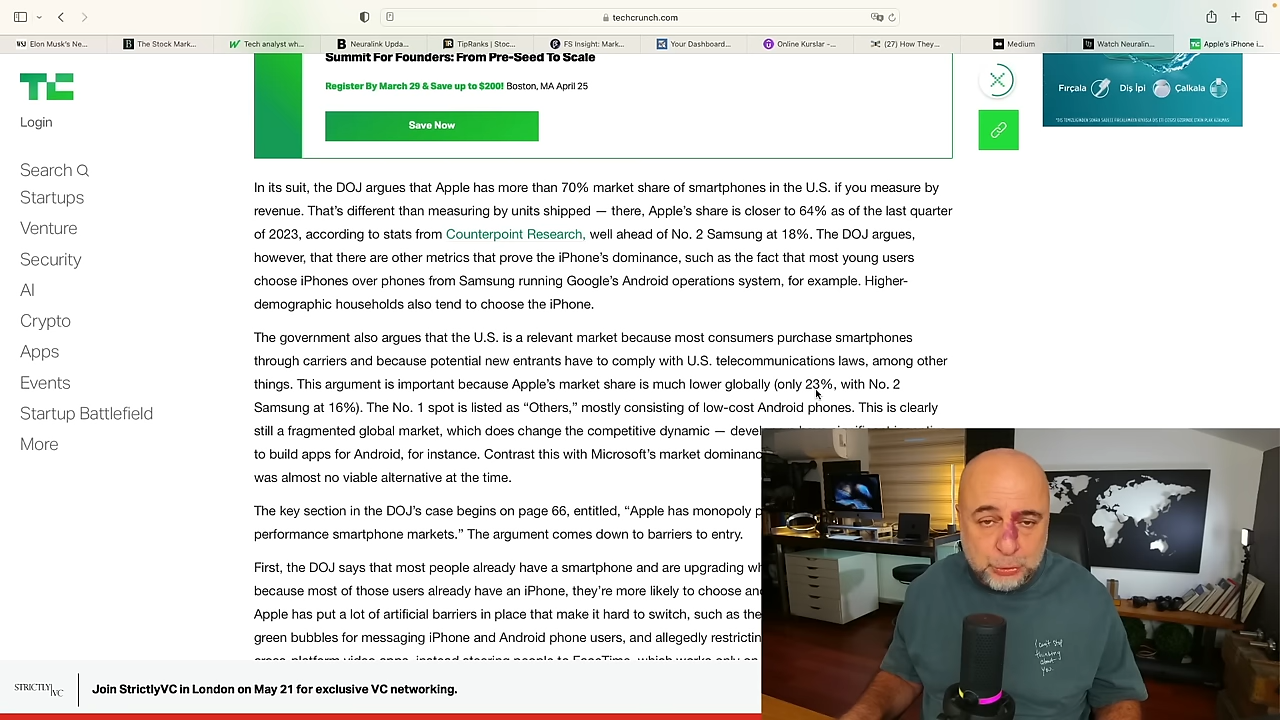 techcrunch.com
Elon Musk's Ne...
The Stock Mark...
Tech analyst wh...
Neuralink Upda...
TipRanks | Stoc...
FS Insight: Mark...
Your Dashboard...
Online Kurslar -...
(27) How They...
Medium
Watch Neuralin...
Apple's iPhone i...
TC
Login
Search
Startups
Venture
Security
AI
Crypto
Apps
Events
Startup Battlefield
More
Summit For Founders: From Pre-Seed To Scale
Register By March 29 & Save up to $200! Boston, MA April 25
Save Now
Fırçala Diş İpi Çalkala
In its suit, the DOJ argues that Apple has more than 70% market share of smartphones in the U.S. if you measure by
revenue. That's different than measuring by units shipped — there, Apple's share is closer to 64% as of the last quarter
of 2023, according to stats from Counterpoint Research, well ahead of No. 2 Samsung at 18%. The DOJ argues,
however, that there are other metrics that prove the iPhone's dominance, such as the fact that most young users
choose iPhones over phones from Samsung running Google's Android operating system, for example. Higher-
demographic households also tend to choose the iPhone.
The government also argues that the U.S. is a relevant market because most consumers purchase smartphones
through carriers and because potential new entrants have to comply with U.S. telecommunications laws, among other
things. This argument is important because Apple's market share is much lower globally (only 23%, with No. 2
Samsung at 16%). The No. 1 spot is listed as “Others,” mostly consisting of low-cost Android phones. This is clearly
still a fragmented global market, which does change the competitive dynamic — devel
to build apps for Android, for instance. Contrast this with Microsoft's market dominanc
was almost no viable alternative at the time.
The key section in the DOJ's case begins on page 66, entitled, “Apple has monopoly p
performance smartphone markets.” The argument comes down to barriers to entry.
First, the DOJ says that most people already have a smartphone and are upgrading wh
because most of those users already have an iPhone, they're more likely to choose ano
Apple has put a lot of artificial barriers in place that make it hard to switch, such as the
green bubbles for messaging iPhone and Android phone users, and allegedly restrictin
I can't stop
thinking
about
you.
STRICTLY VC
Join StrictlyVC in London on May 21 for exclusive VC networking.